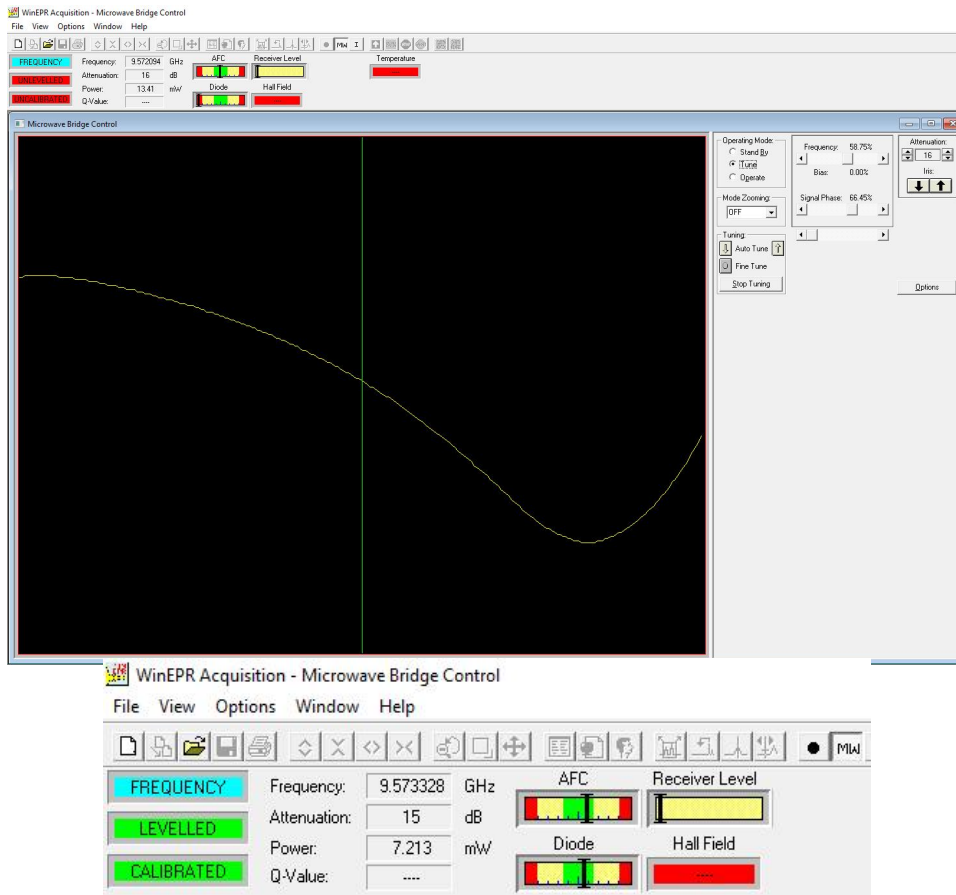 WinEPR Acquisition - Microwave Bridge Control
File View Options Window Help
MW I
FREQUENCY Frequency: 9.572094 GHz AFC Receiver Level Temperature
UNLEVELLED Attenuation: 16 dB ----
Power: 13.41 mW Diode Hall Field
UNCALIBRATED Q-Value: ---- ----
Microwave Bridge Control
Operating Mode: Frequency: 58.75% Attenuation:
Stand By 16
Tune Bias: 0.00% Iris:
Operate
Mode Zooming: Signal Phase: 66.45%
OFF
Tuning:
Auto Tune
Fine Tune
Stop Tuning Options
WinEPR Acquisition - Microwave Bridge Control
File View Options Window Help
MW
FREQUENCY Frequency: 9.573328 GHz AFC Receiver Level
LEVELLED Attenuation: 15 dB
Power: 7.213 mW Diode Hall Field
CALIBRATED Q-Value: ---- ----